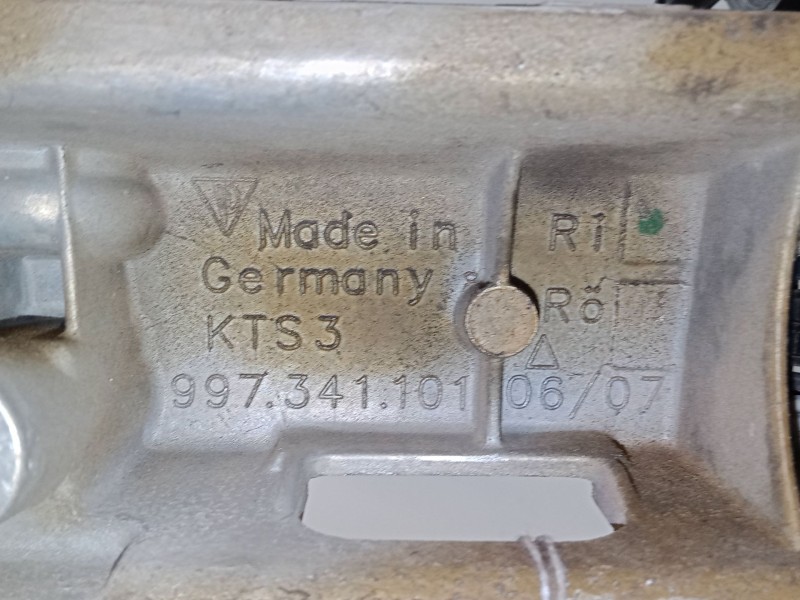 Made in
Germany
KTS3
997.341.101
Ri
Rö
06/07